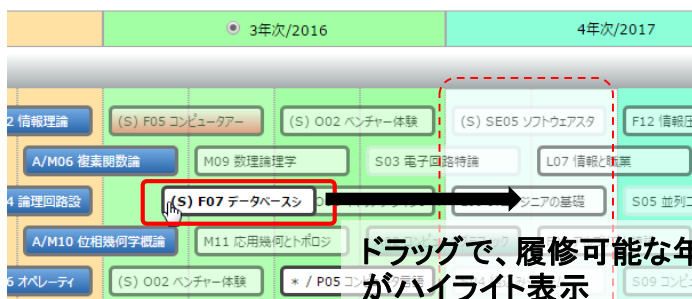 3年次/2016
4年次/2017
2 情報理論
(S) F05 コンピュータアー
(S) O02 ベンチャー体験
(S) SE05 ソフトウェアスタ
F12 情報圧
A/M06 複素関数論
M09 数理論理学
S03 電子回路特論
L07 情報と職業
4 論理回路設
(S) F07 データベースシ
ジニアの基礎
S05 並列コ
A/M10 位相幾何学概論
M11 応用幾何とトポロジ
ドラッグで、履修可能な年
6 オペレーティ
(S) O02 ベンチャー体験
* / P05 コン
S09 コンピ
がハイライト表示